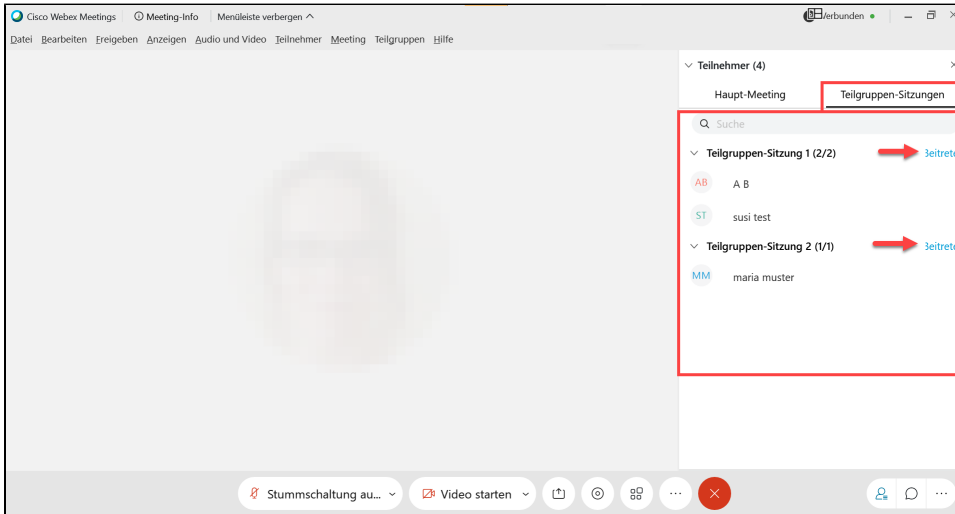 Cisco Webex Meetings Meeting-Info Menüleiste verbergen
Verbunden
Datei Bearbeiten Freigeben Anzeigen Audio und Video Teilnehmer Meeting Teilgruppen Hilfe
Teilnehmer (4)
Haupt-Meeting Teilgruppen-Sitzungen
Suche
Teilgruppen-Sitzung 1 (2/2) Beitrete
AB A B
ST susi test
Teilgruppen-Sitzung 2 (1/1) Beitrete
MM maria muster
Stummschaltung au... Video starten